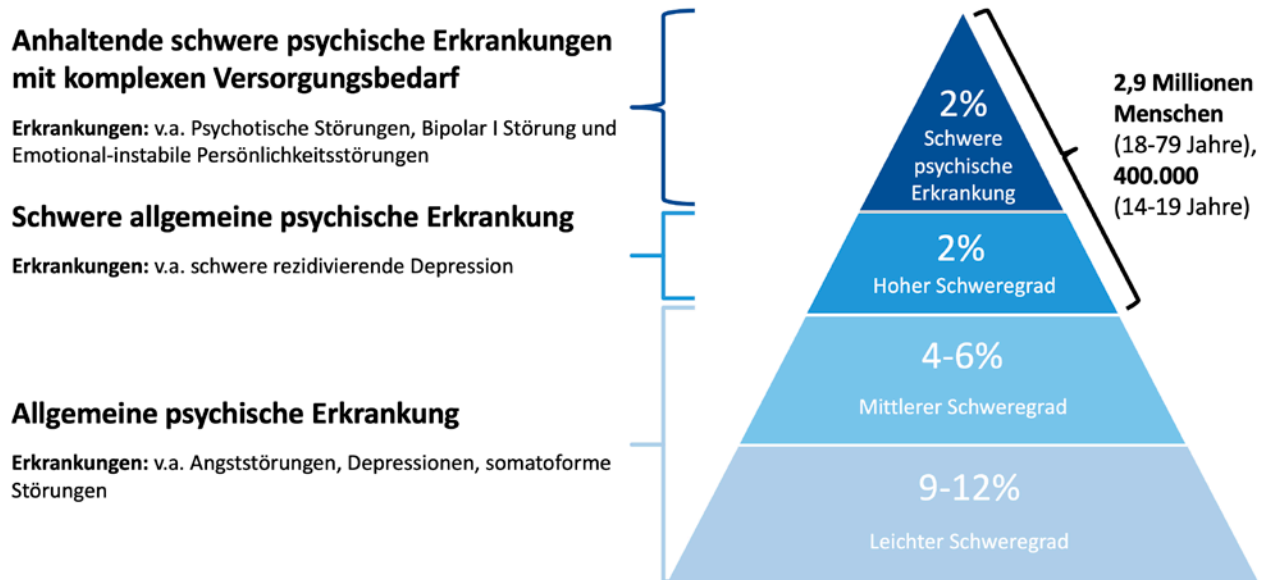 Anhaltende schwere psychische Erkrankungen
mit komplexen Versorgungsbedarf
Erkrankungen: v.a. Psychotische Störungen, Bipolar I Störung und
Emotional-instabile Persönlichkeitsstörungen
Schwere allgemeine psychische Erkrankung
Erkrankungen: v.a. schwere rezidivierende Depression
Allgemeine psychische Erkrankung
Erkrankungen: v.a. Angststörungen, Depressionen, somatoforme
Störungen
2%
Schwere
psychische
Erkrankung
2%
Hoher Schweregrad
4-6%
Mittlerer Schweregrad
9-12%
Leichter Schweregrad
2,9 Millionen
Menschen
(18-79 Jahre),
400.000
(14-19 Jahre)